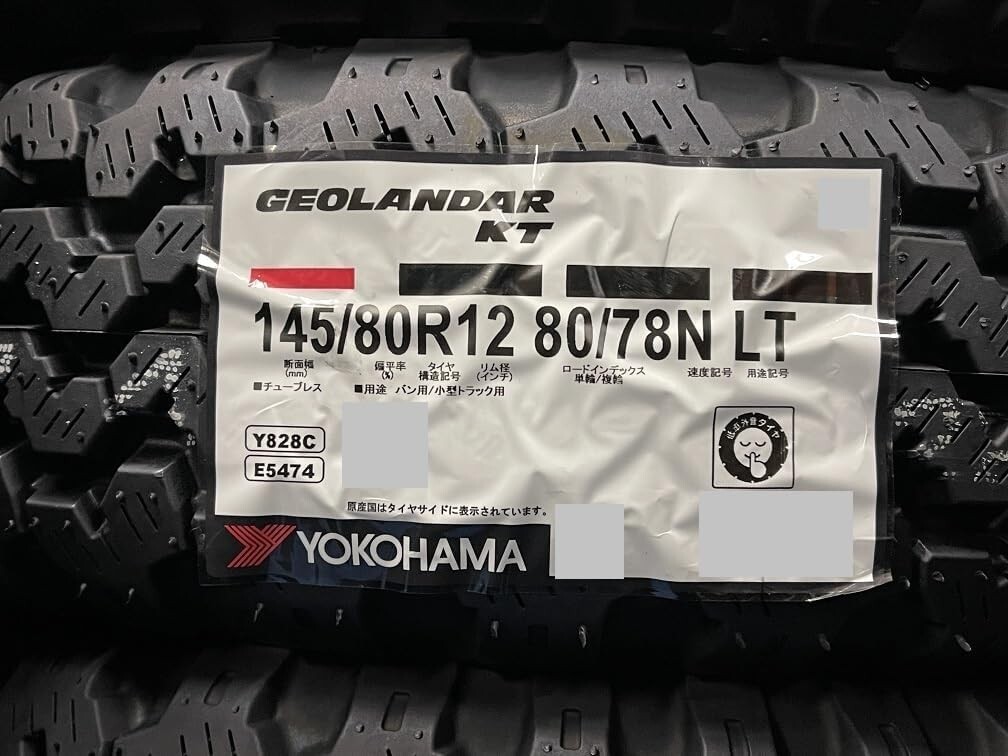 GEOLANDAR
KT
145/80R12 80/78N LT
断面幅 (mm) 偏平率 (%) タイヤ構造記号 リム径 (インチ) ロードインデックス 単輪/複輪 速度記号 用途記号
■チューブレス ■用途 バン用/小型トラック用
Y828C
E5474
低車外音タイヤ
原産国はタイヤサイドに表示されています。
YOKOHAMA